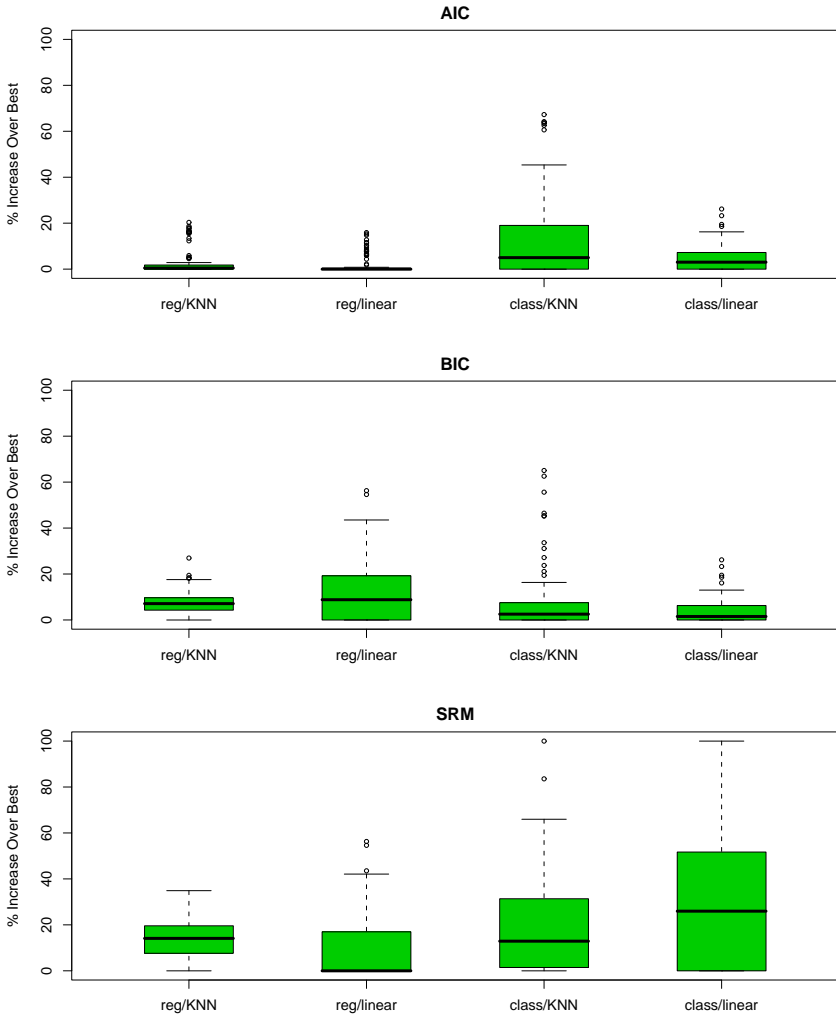 AIC
% Increase Over Best
0 20 40 60 80 100
reg/KNN reg/linear class/KNN class/linear
BIC
% Increase Over Best
0 20 40 60 80 100
reg/KNN reg/linear class/KNN class/linear
SRM
% Increase Over Best
0 20 40 60 80 100
reg/KNN reg/linear class/KNN class/linear